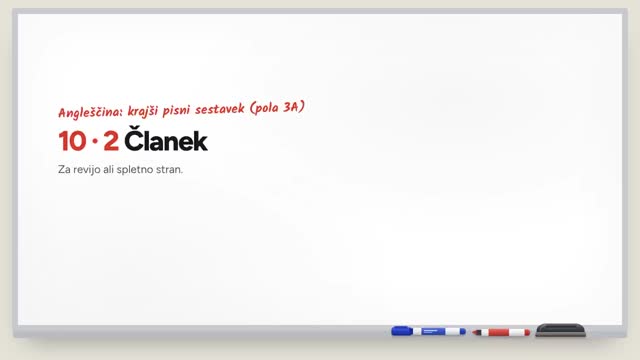 Angleščina: krajši pisni sestavek (pola 3A)
10 · 2 Članek
Za revijo ali spletno stran.